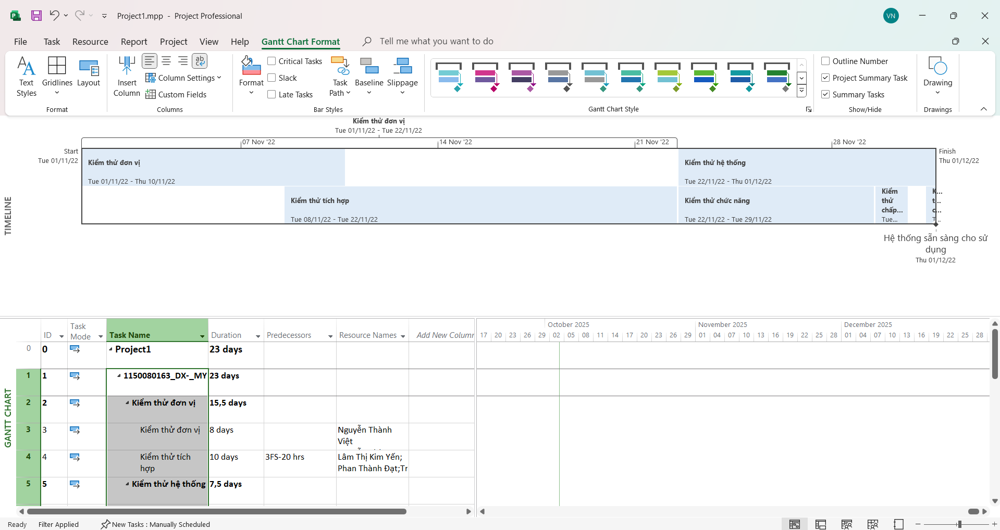 Project1.mpp - Project Professional
VN
File Task Resource Report Project View Help Gantt Chart Format Tell me what you want to do
Text Styles
Gridlines
Layout
Format
Insert Column
Column Settings
Custom Fields
Columns
Format
Critical Tasks
Slack
Late Tasks
Task Path
Baseline
Slippage
Bar Styles
Gantt Chart Style
Outline Number
Project Summary Task
Summary Tasks
Show/Hide
Drawing
Drawings
TIMELINE
Kiểm thử đơn vị
Tue 01/11/22 - Tue 22/11/22
07 Nov '22 14 Nov '22 21 Nov '22 28 Nov '22
Start
Tue 01/11/22
Kiểm thử đơn vị
Tue 01/11/22 - Thu 10/11/22
Kiểm thử hệ thống
Tue 22/11/22 - Thu 01/12/22
Finish
Thu 01/12/22
Kiểm thử tích hợp
Tue 08/11/22 - Tue 22/11/22
Kiểm thử chức năng
Tue 22/11/22 - Tue 29/11/22
Kiểm
thử
chấp...
Tue...
K...
t...
c...
T...
Hệ thống sẵn sàng cho sử
dụng
Thu 01/12/22
GANTT CHART
ID Task Mode Task Name Duration Predecessors Resource Names Add New Column
October 2025 November 2025 December 2025
17 20 23 26 29 02 05 08 11 14 17 20 23 26 29 01 04 07 10 13 16 19 22 25 28 01 04 07 10 13 16 19 22 25 28
0 0 Project1 23 days
1 1 1150080163_DX-_MY 23 days
2 2 Kiểm thử đơn vị 15,5 days
3 3 Kiểm thử đơn vị 8 days Nguyễn Thành
Việt
4 4 Kiểm thử tích 10 days 3FS-20 hrs Lâm Thị Kim Yến;
hợp Phan Thành Đạt;Tr
5 5 Kiểm thử hệ thống 7,5 days
Ready Filter Applied New Tasks : Manually Scheduled